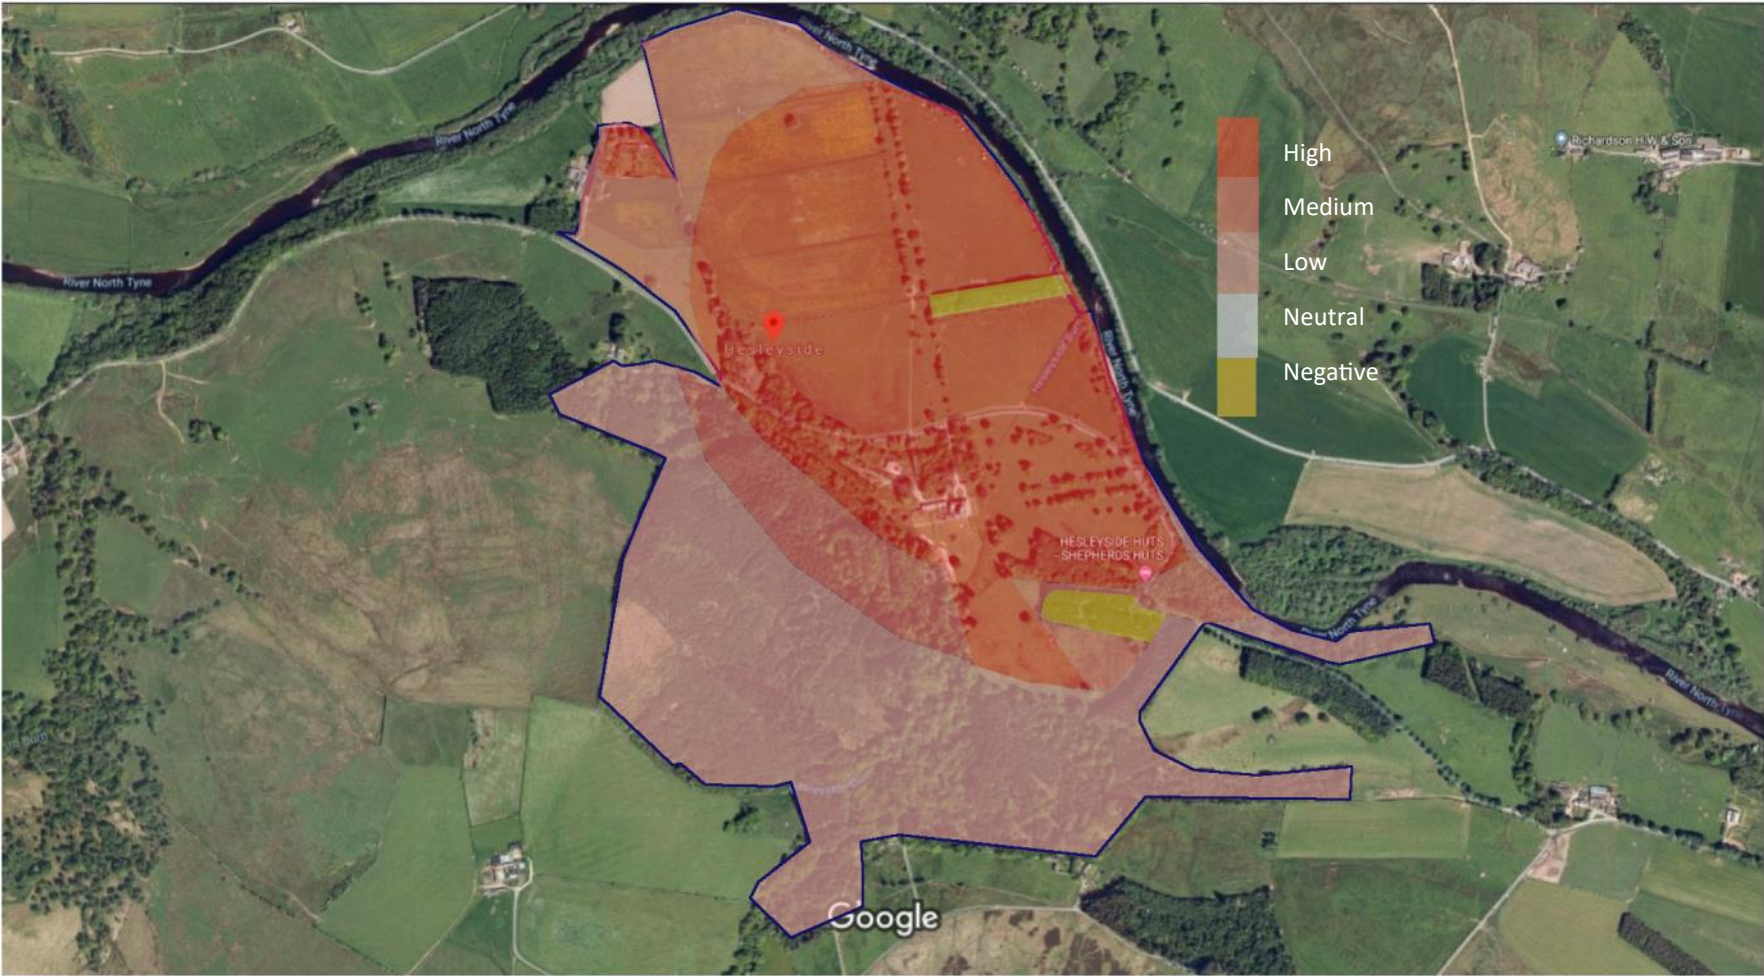 River North Tyne
River North Tyne
River North Tyne
Richardson H.W & Son
High
Medium
Low
Neutral
Negative
Hesleyside
River North Tyne
HESLEYSIDE HUTS
- SHEPHERDS HUTS
River North Tyne
River North Ty
Google